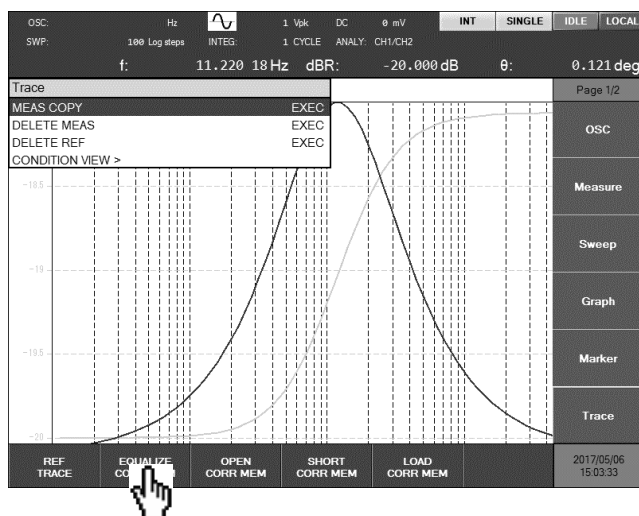 OSC: Hz 1 Vpk DC 0 mV INT SINGLE IDLE LOCAL
SWP: 100 Log steps INTEG: 1 CYCLE ANALY: CH1/CH2
f: 11.220 18 Hz dBR: -20.000 dB θ: 0.121 deg
Trace
MEAS COPY EXEC
DELETE MEAS EXEC
DELETE REF EXEC
CONDITION VIEW >
Page 1/2
OSC
Measure
Sweep
Graph
Marker
Trace
-18.5
-19
-19.5
-20
REF TRACE
EQUALIZE
OPEN CORR MEM
SHORT CORR MEM
LOAD CORR MEM
2017/05/06
15:03:33